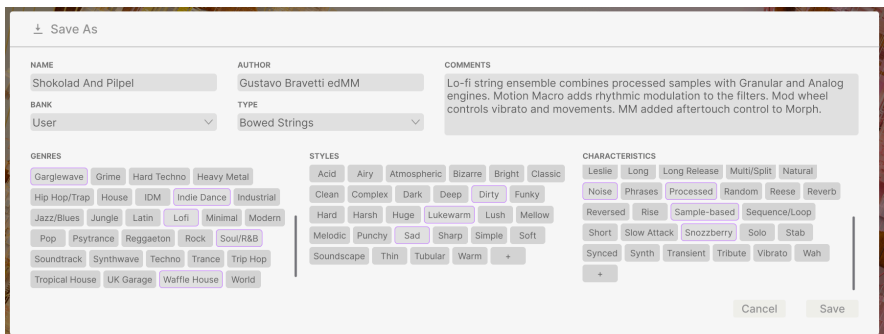 Save As
NAME
Shokolad And Pilpel
AUTHOR
Gustavo Bravetti edMM
BANK
User
TYPE
Bowed Strings
COMMENTS
Lo-fi string ensemble combines processed samples with Granular and Analog
engines. Motion Macro adds rhythmic modulation to the filters. Mod wheel
controls vibrato and movements. MM added aftertouch control to Morph.
GENRES
Garglewave Grime Hard Techno Heavy Metal
Hip Hop/Trap House IDM Indie Dance Industrial
Jazz/Blues Jungle Latin Lofi Minimal Modern
Pop Psytrance Reggaeton Rock Soul/R&B
Soundtrack Synthwave Techno Trance Trip Hop
Tropical House UK Garage Waffle House World
STYLES
Acid Airy Atmospheric Bizarre Bright Classic
Clean Complex Dark Deep Dirty Funky
Hard Harsh Huge Lukewarm Lush Mellow
Melodic Punchy Sad Sharp Simple Soft
Soundscape Thin Tubular Warm +
CHARACTERISTICS
Leslie Long Long Release Multi/Split Natural
Noise Phrases Processed Random Reese Reverb
Reversed Rise Sample-based Sequence/Loop
Short Slow Attack Snozzberry Solo Stab
Synced Synth Transient Tribute Vibrato Wah
+
Cancel Save